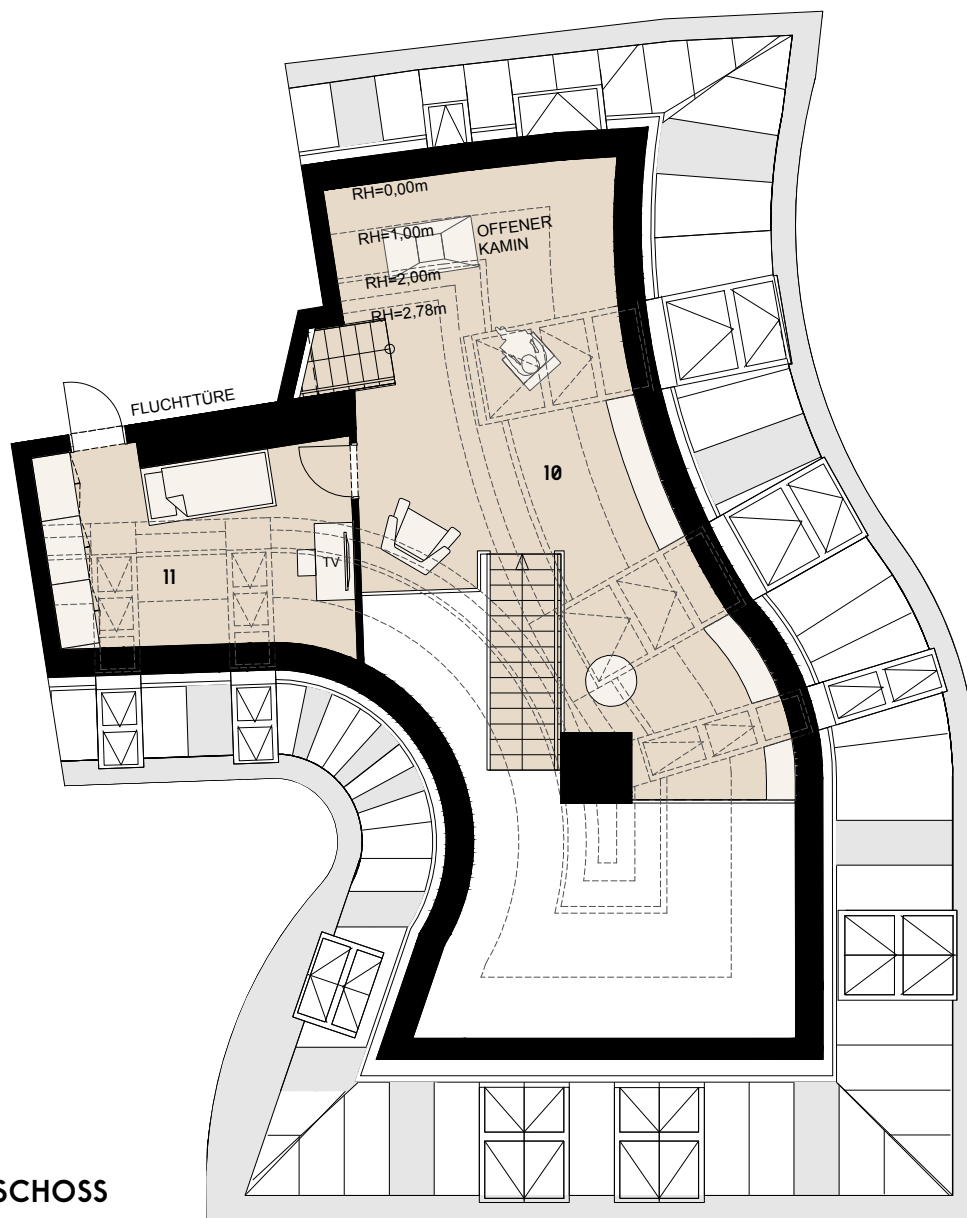 RH=0,00m
RH=1,00m
OFFENER
KAMIN
RH=2,00m
RH=2,78m
FLUCHTTÜRE
10
11
TV
SCHOSS